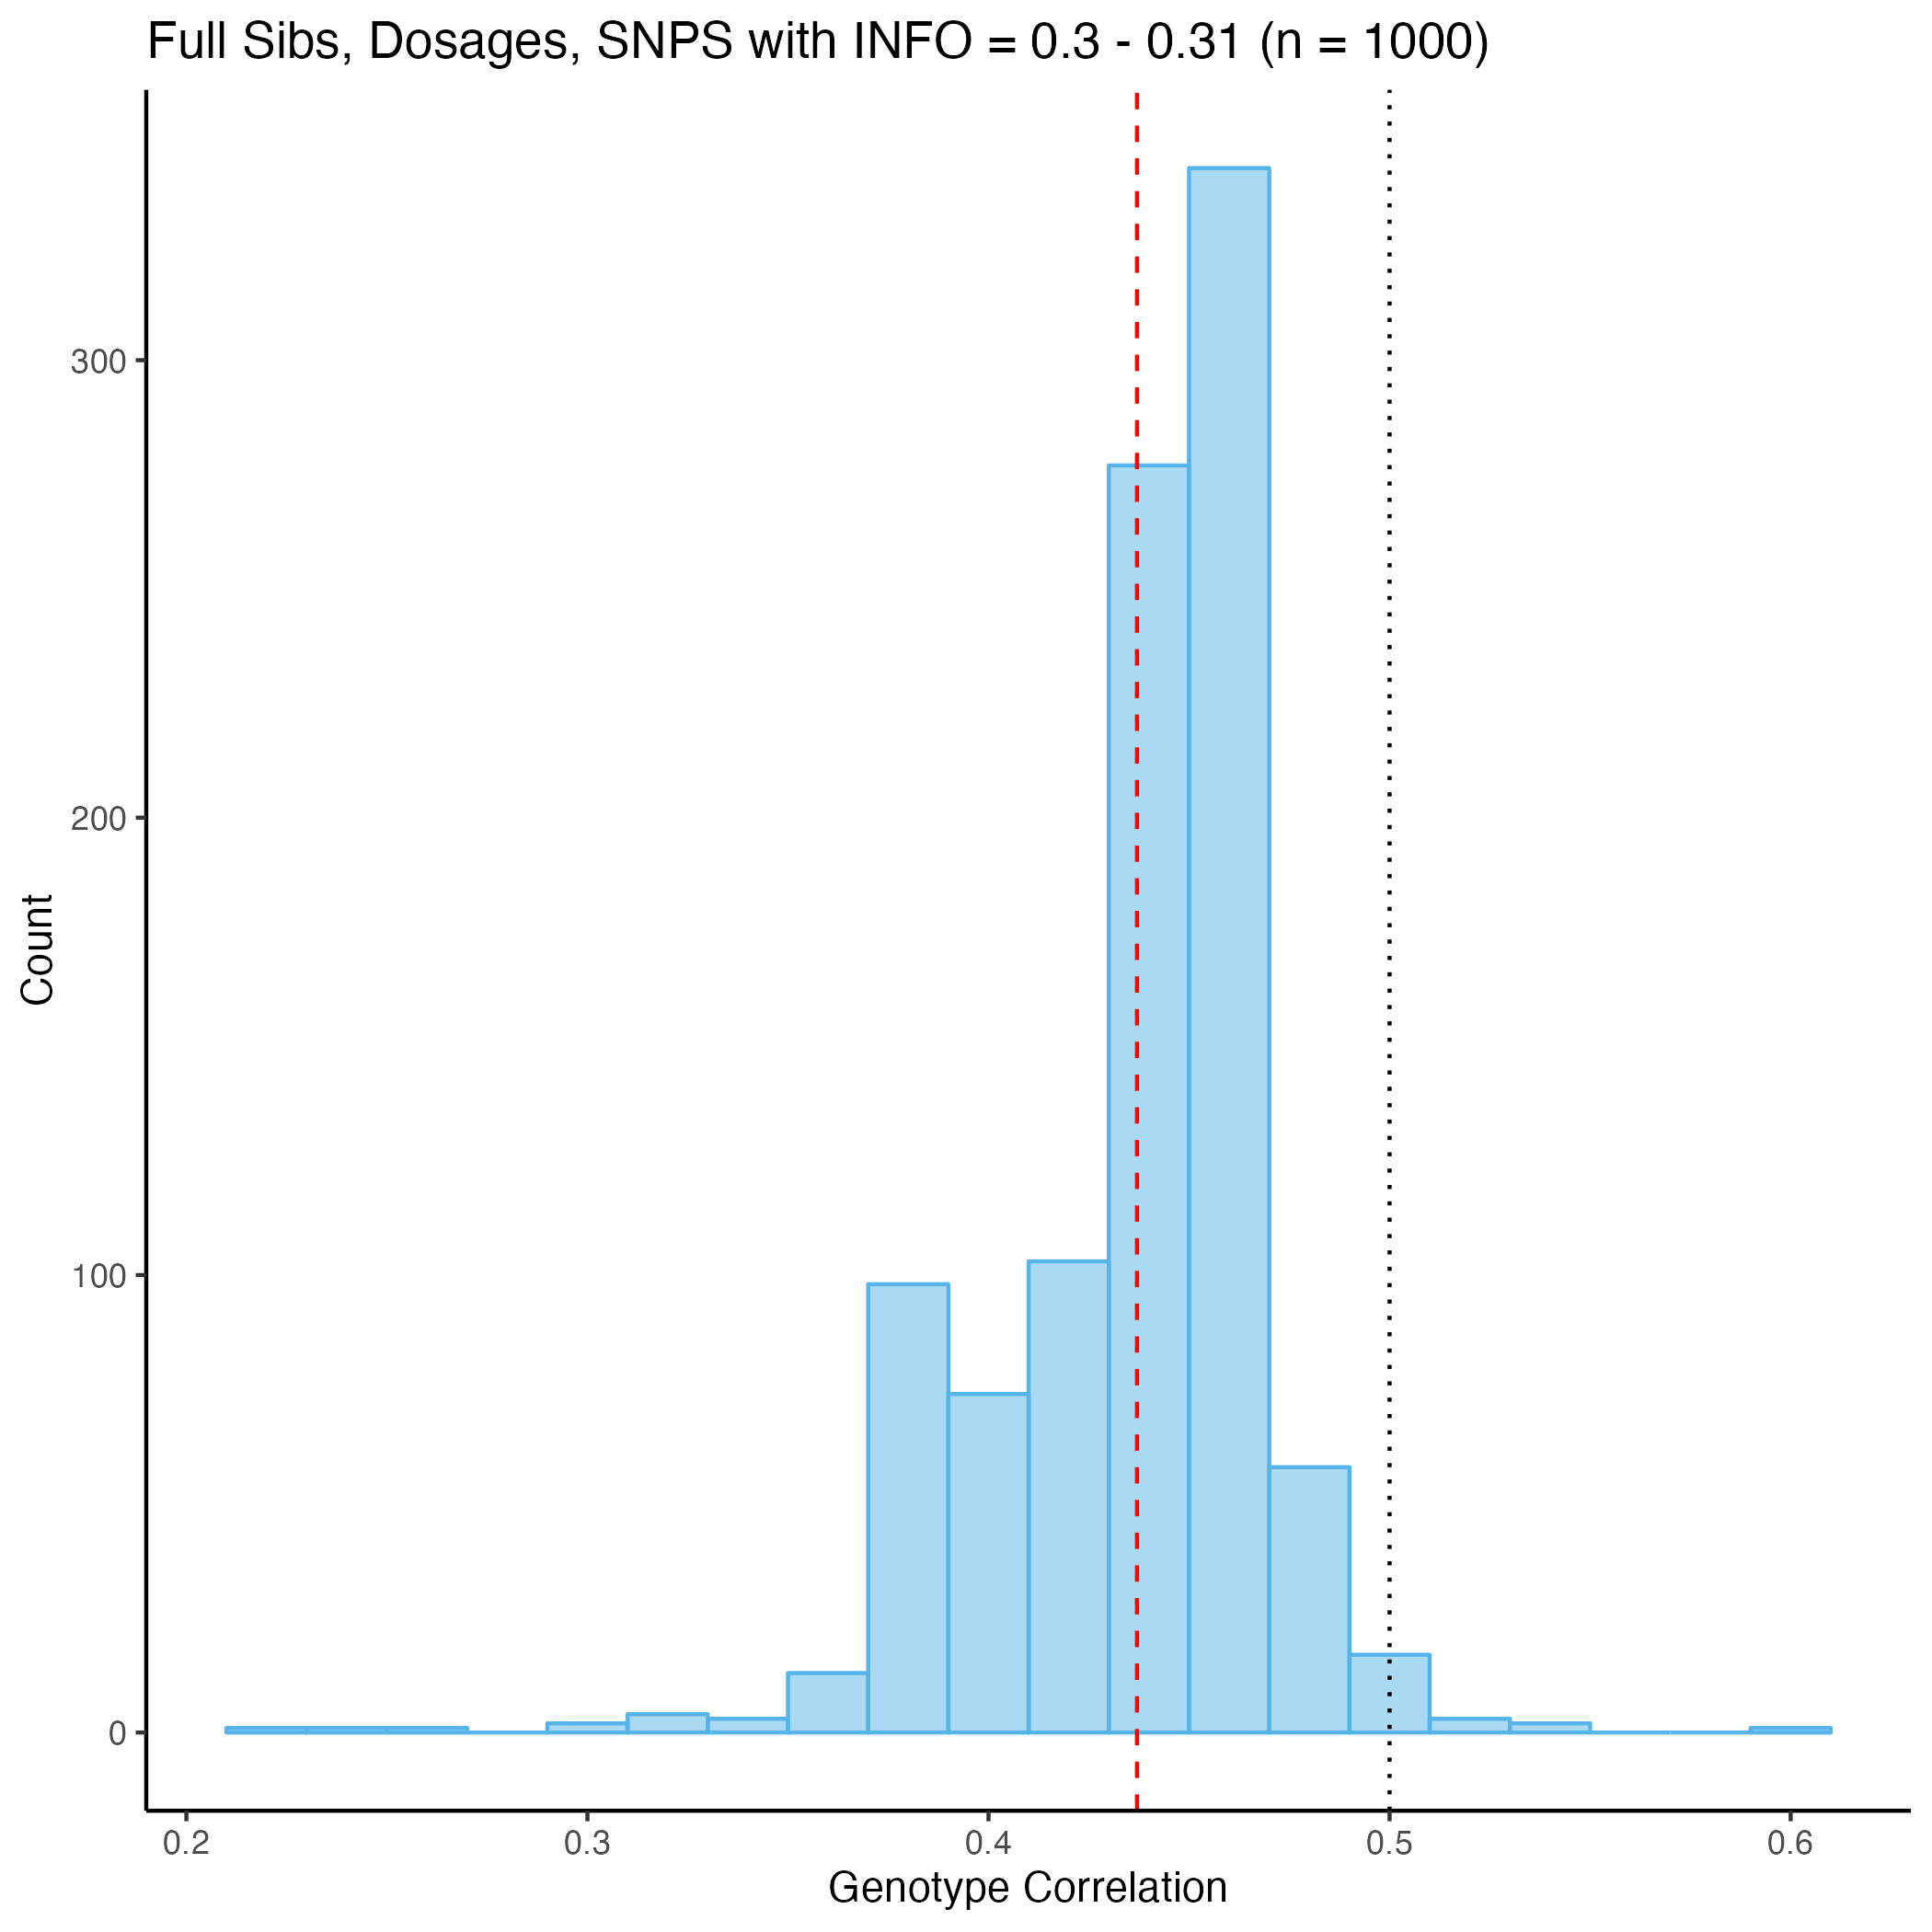 Full Sibs, Dosages, SNPS with INFO = 0.3 - 0.31 (n = 1000)
300
200
100
0
Count
0.2 0.3 0.4 0.5 0.6
Genotype Correlation